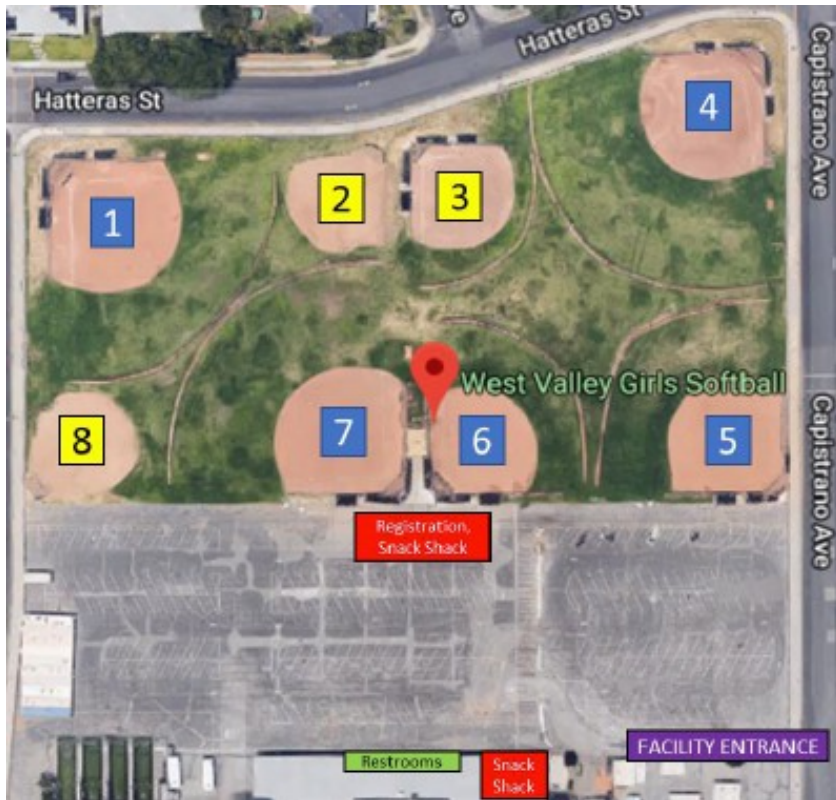 Hatteras St
Hatteras St
Ave
Capistrano Ave
4
1
2
3
West Valley Girls Softball
8
7
6
5
Capistrano Ave
Registration,
Snack Shack
FACILITY ENTRANCE
Restrooms
Snack
Shack